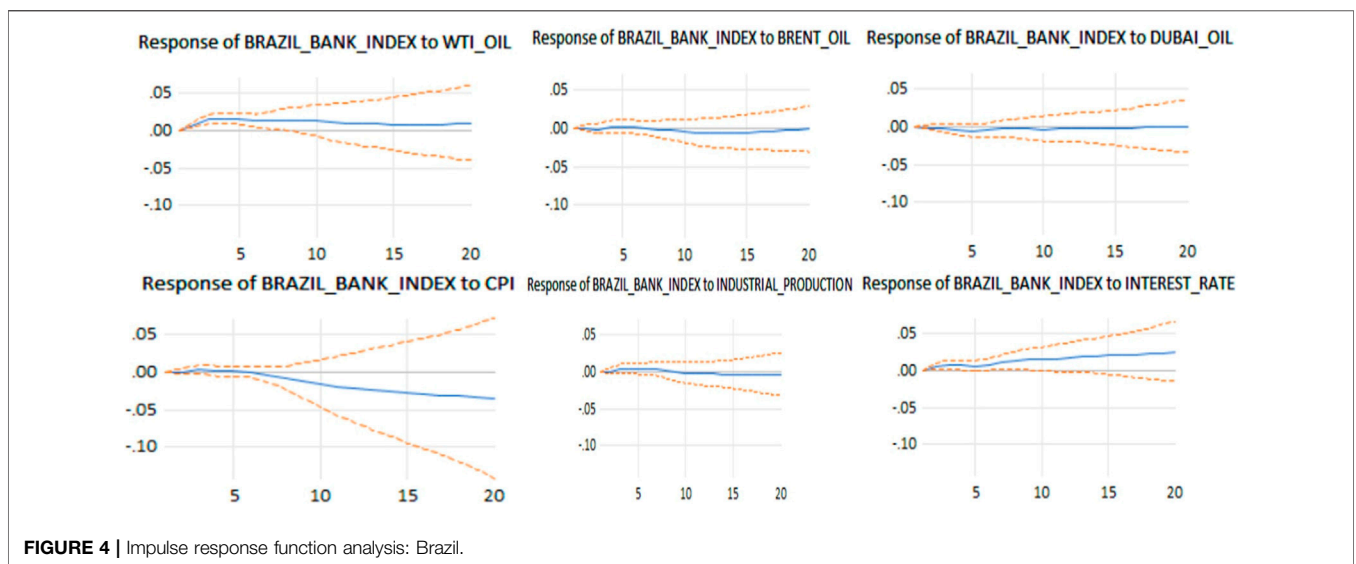 Response of BRAZIL_BANK_INDEX to WTI_OIL
.05
.00
-.05
-.10
5 10 15 20
Response of BRAZIL_BANK_INDEX to BRENT_OIL
.05
.00
-.05
-.10
5 10 15 20
Response of BRAZIL_BANK_INDEX to DUBAI_OIL
.05
.00
-.05
-.10
5 10 15 20
Response of BRAZIL_BANK_INDEX to CPI
.05
.00
-.05
-.10
5 10 15 20
Response of BRAZIL_BANK_INDEX to INDUSTRIAL_PRODUCTION
.05
.00
-.05
-.10
5 10 15 20
Response of BRAZIL_BANK_INDEX to INTEREST_RATE
.05
.00
-.05
-.10
5 10 15 20
FIGURE 4 | Impulse response function analysis: Brazil.